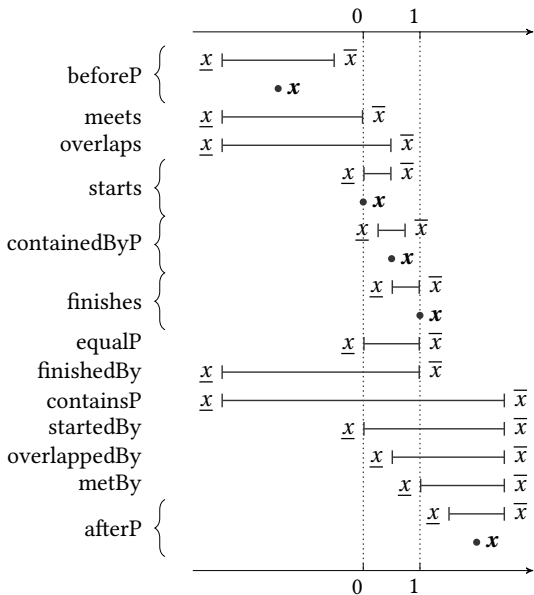 0 1
x̲ x̅
beforeP
x
meets x̲ x̅
overlaps x̲ x̅
x̲ x̅
starts
x
x̲ x̅
containedByP
x
x̲ x̅
finishes
x
equalP x̲ x̅
finishedBy x̲ x̅
containsP x̲ x̅
startedBy x̲ x̅
overlappedBy x̲ x̅
metBy x̲ x̅
x̲ x̅
afterP
x
0 1